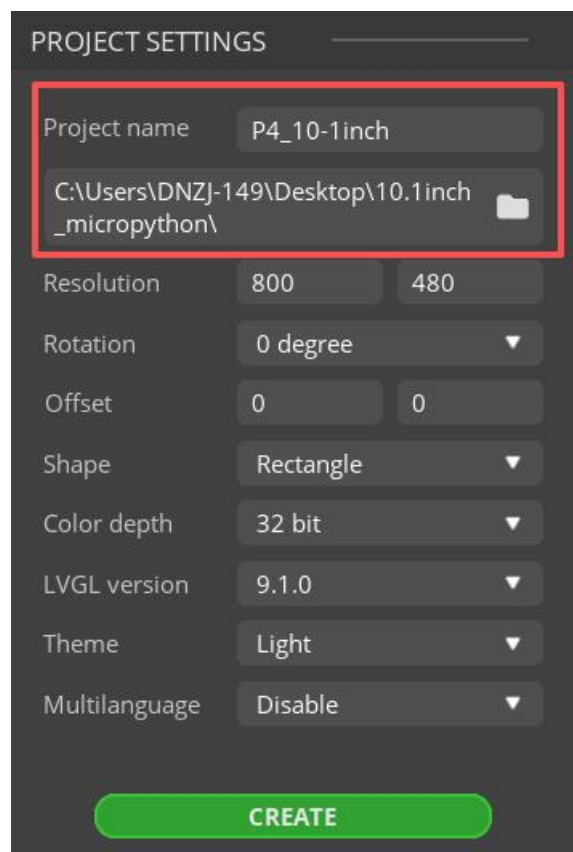 PROJECT SETTINGS
Project name P4_10-1inch
C:\Users\DNZJ-149\Desktop\10.1inch
_micropython\
Resolution 800 480
Rotation 0 degree
Offset 0 0
Shape Rectangle
Color depth 32 bit
LVGL version 9.1.0
Theme Light
Multilanguage Disable
CREATE